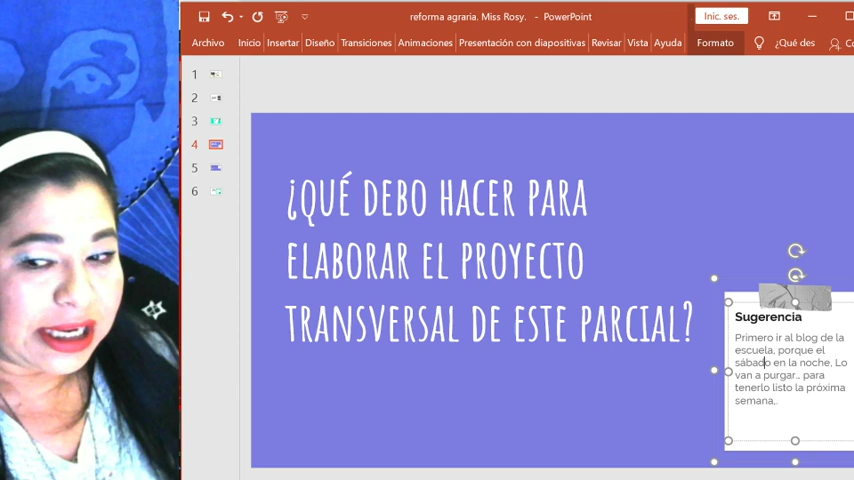 reforma agraria. Miss Rosy. - PowerPoint
Inic. ses.
Archivo Inicio Insertar Diseño Transiciones Animaciones Presentación con diapositivas Revisar Vista Ayuda Formato ¿Qué des
1
2
3
4
5
6
¿QUÉ DEBO HACER PARA
ELABORAR EL PROYECTO
TRANSVERSAL DE ESTE PARCIAL?
Sugerencia
Primero ir al blog de la
escuela, porque el
sábado en la noche, Lo
van a purgar.. para
tenerlo listo la próxima
semana,.